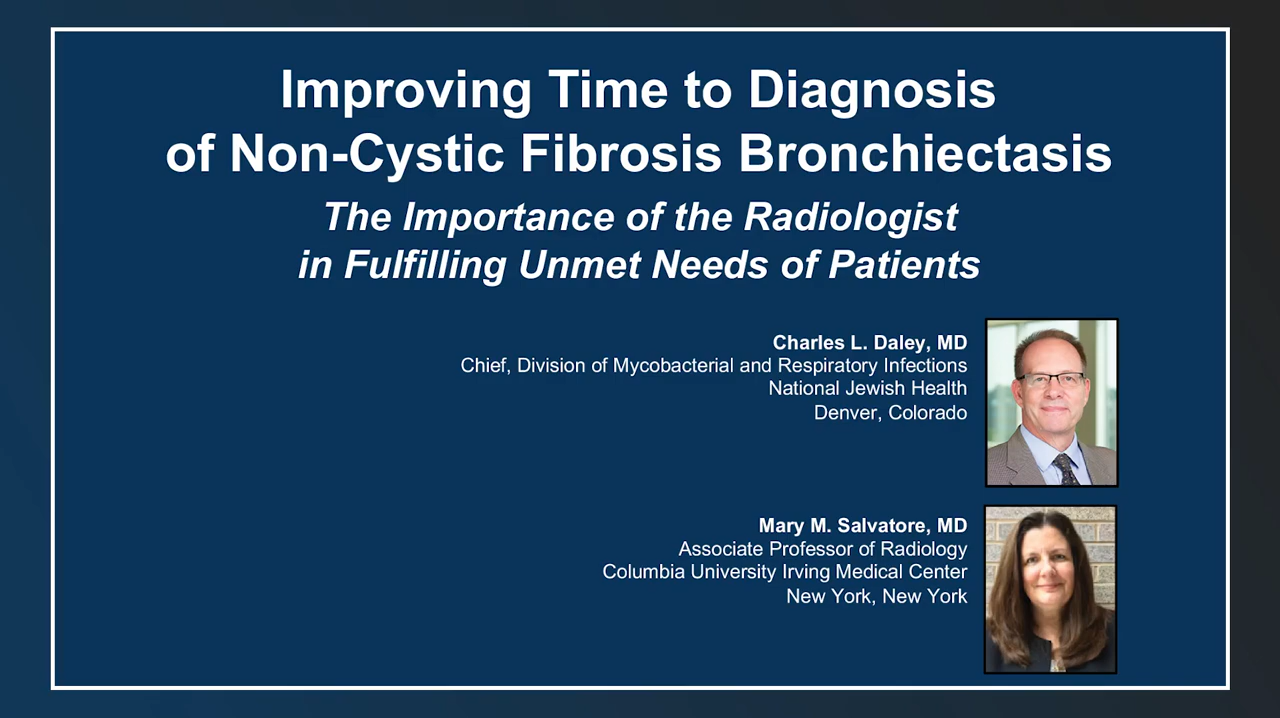 Improving Time to Diagnosis
of Non-Cystic Fibrosis Bronchiectasis
The Importance of the Radiologist
in Fulfilling Unmet Needs of Patients
Charles L. Daley, MD
Chief, Division of Mycobacterial and Respiratory Infections
National Jewish Health
Denver, Colorado
Mary M. Salvatore, MD
Associate Professor of Radiology
Columbia University Irving Medical Center
New York, New York